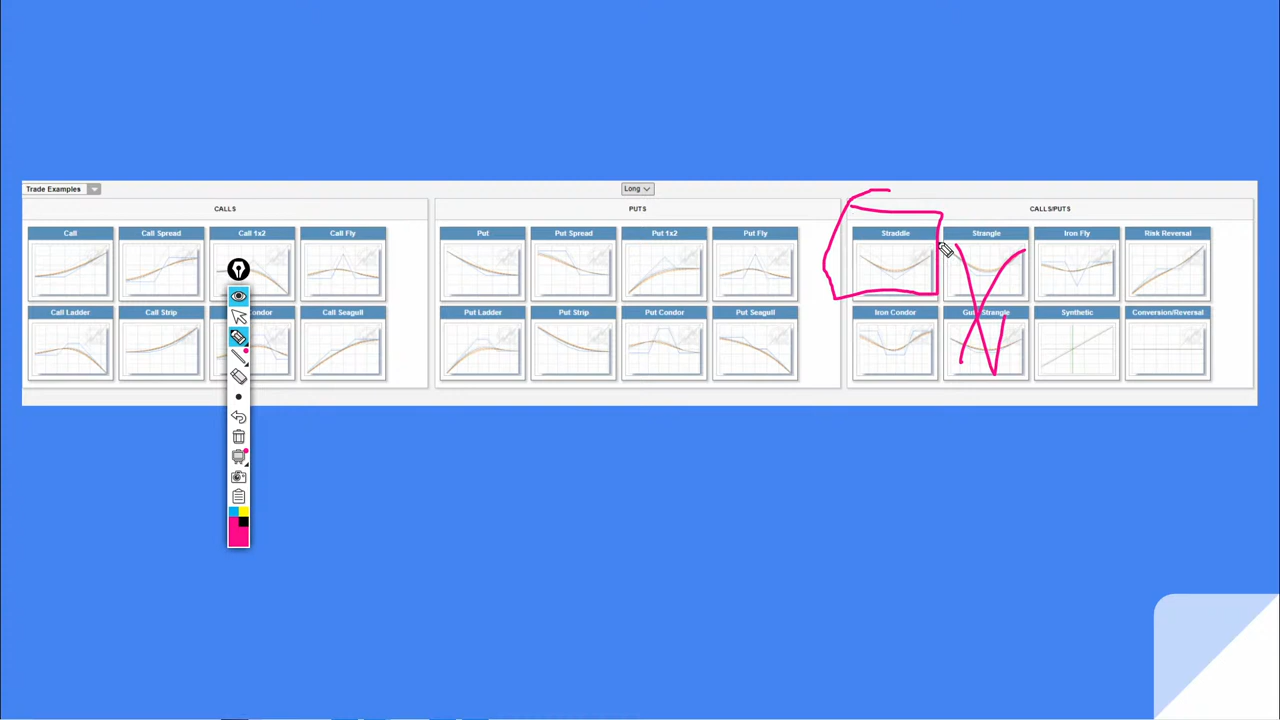 Trade Examples
Long
CALLS
PUTS
CALLS/PUTS
Call
Call Spread
Call 1x2
Call Fly
Put
Put Spread
Put 1x2
Put Fly
Straddle
Strangle
Iron Fly
Risk Reversal
Call Ladder
Call Strip
ondor
Call Seagull
Put Ladder
Put Strip
Put Condor
Put Seagull
Iron Condor
Strangle
Synthetic
Conversion/Reversal